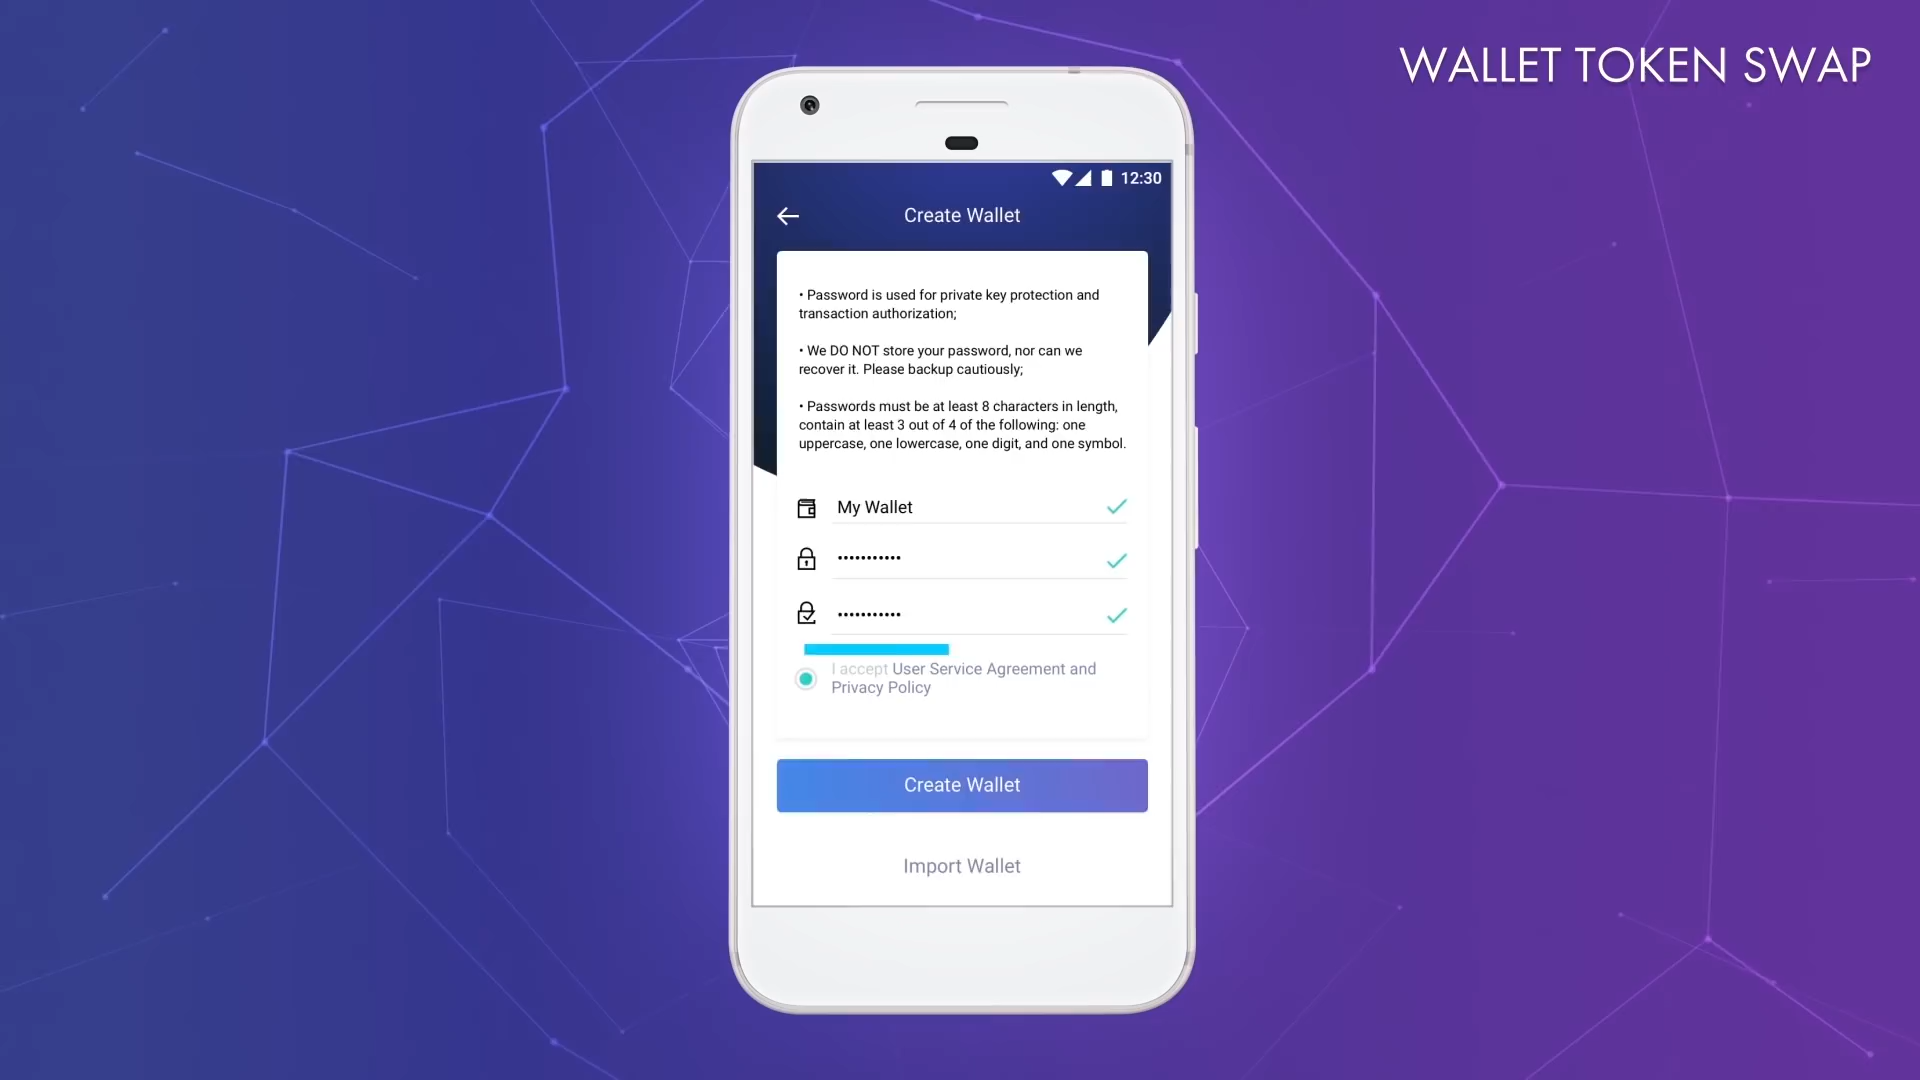 WALLET TOKEN SWAP
12:30
Create Wallet
• Password is used for private key protection and
transaction authorization;
• We DO NOT store your password, nor can we
recover it. Please backup cautiously;
• Passwords must be at least 8 characters in length,
contain at least 3 out of 4 of the following: one
uppercase, one lowercase, one digit, and one symbol.
My Wallet
•••••••••••
•••••••••••
I accept User Service Agreement and
Privacy Policy
Create Wallet
Import Wallet